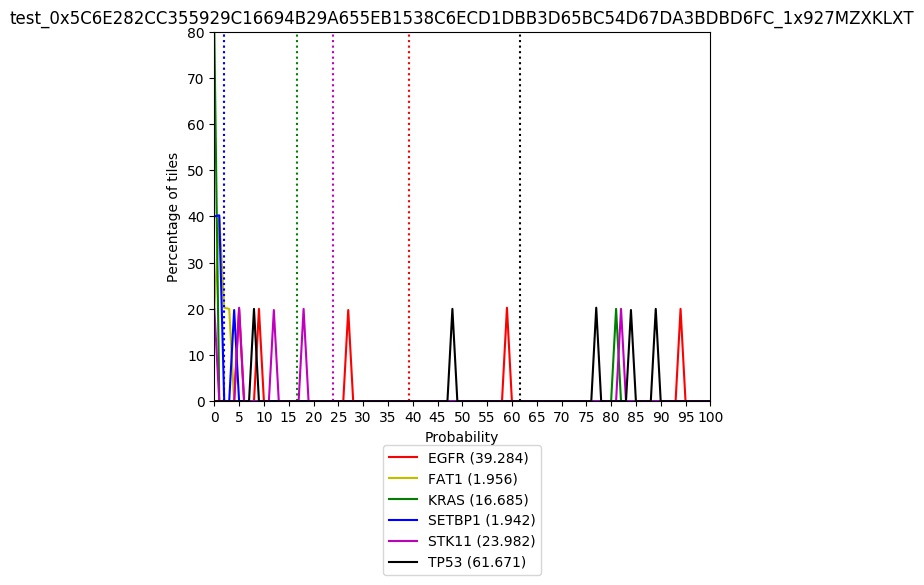 test_0x5C6E282CC355929C16694B29A655EB1538C6ECD1DBB3D65BC54D67DA3BDBD6FC_1x927MZXKLXT
80
70
60
50
40
30
20
10
0
Percentage of tiles
0 5 10 15 20 25 30 35 40 45 50 55 60 65 70 75 80 85 90 95 100
Probability
EGFR (39.284)
FAT1 (1.956)
KRAS (16.685)
SETBP1 (1.942)
STK11 (23.982)
TP53 (61.671)